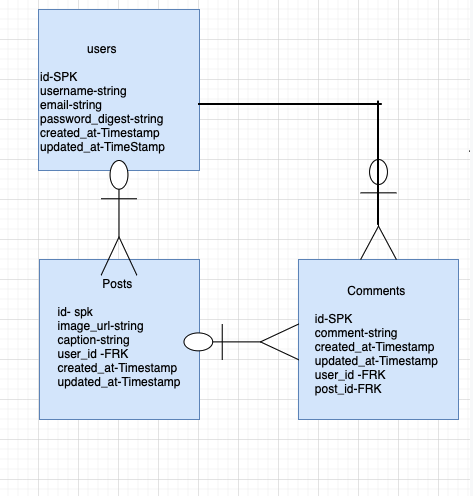 users
id-SPK
username-string
email-string
password_digest-string
created_at-Timestamp
updated_at-TimeStamp
Posts
id- spk
image_url-string
caption-string
user_id -FRK
created_at-Timestamp
updated_at-Timestamp
Comments
id-SPK
comment-string
created_at-Timestamp
updated_at-Timestamp
user_id -FRK
post_id-FRK